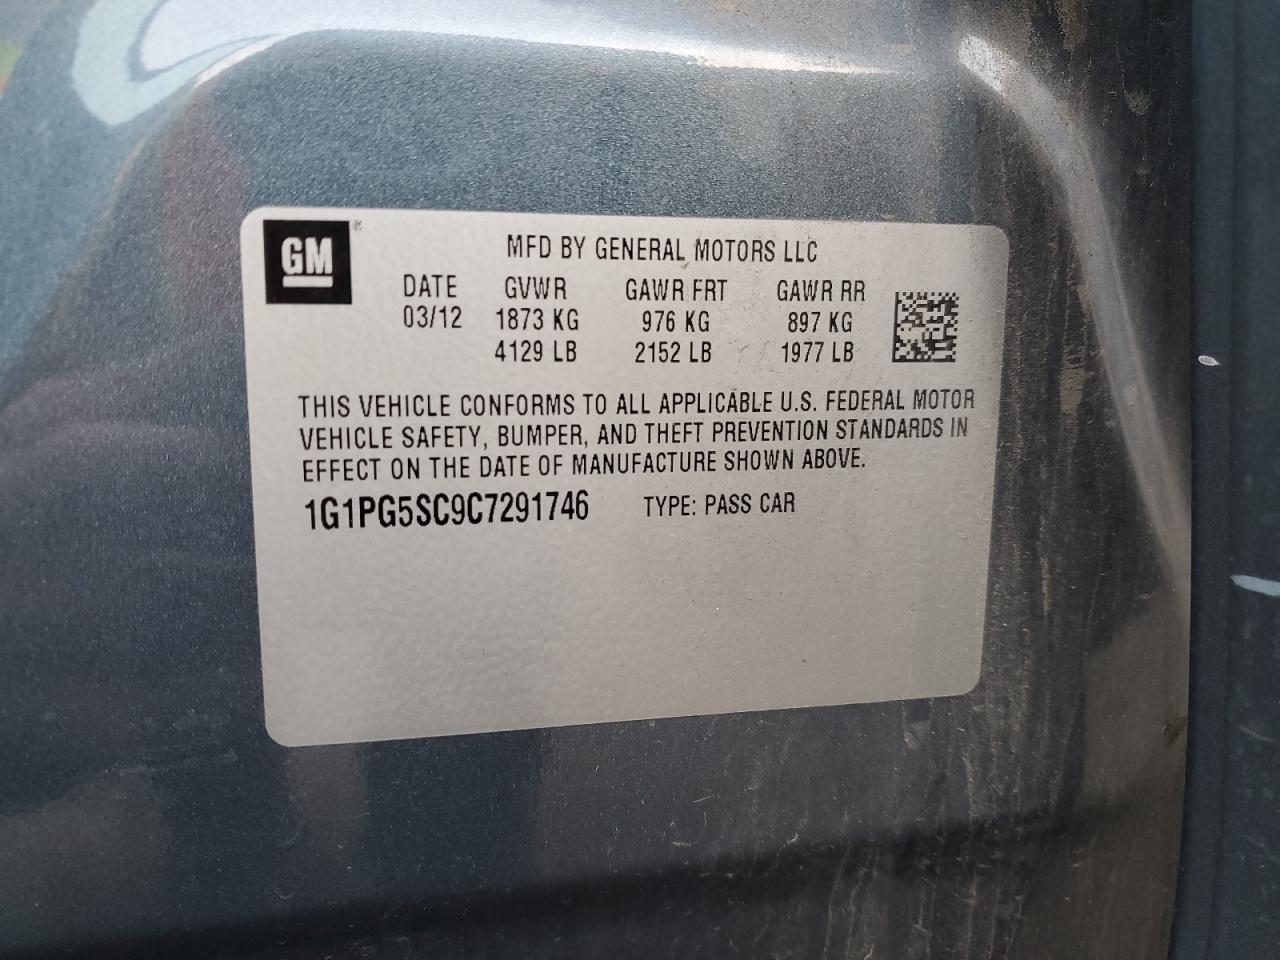 GM®
MFD BY GENERAL MOTORS LLC
DATE GVWR GAWR FRT GAWR RR
03/12 1873 KG 976 KG 897 KG
4129 LB 2152 LB 1977 LB
THIS VEHICLE CONFORMS TO ALL APPLICABLE U.S. FEDERAL MOTOR
VEHICLE SAFETY, BUMPER, AND THEFT PREVENTION STANDARDS IN
EFFECT ON THE DATE OF MANUFACTURE SHOWN ABOVE.
1G1PG5SC9C7291746 TYPE: PASS CAR